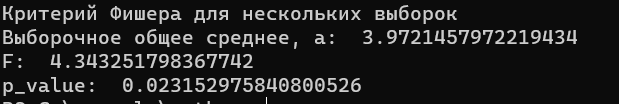 Критерий Фишера для нескольких выборок
Выборочное общее среднее, a:  3.9721457972219434
F:  4.343251798367742
p_value:  0.023152975840800526